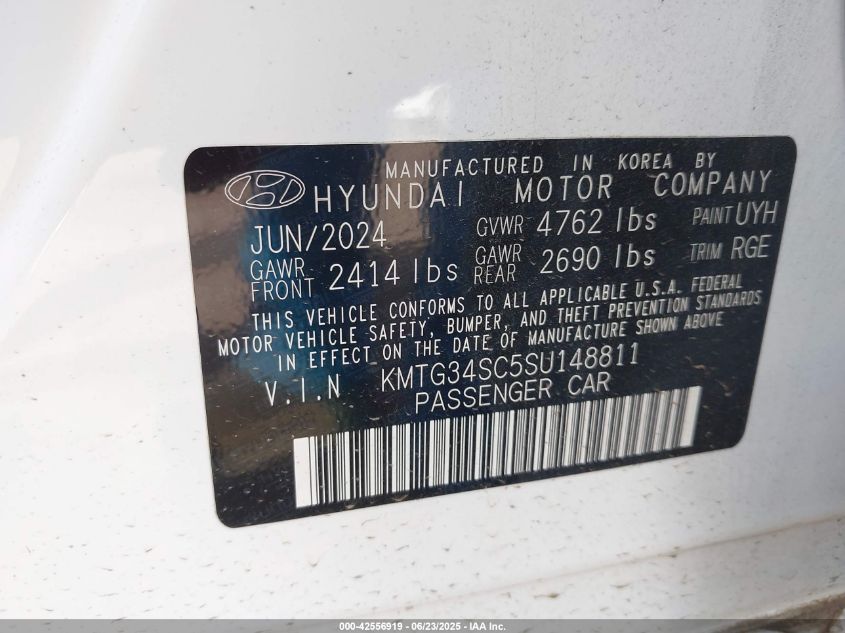 MANUFACTURED IN KOREA BY
HYUNDAI MOTOR COMPANY
JUN/2024 GVWR 4762 lbs PAINT UYH
GAWR FRONT 2414 lbs GAWR REAR 2690 lbs TRIM RGE
THIS VEHICLE CONFORMS TO ALL APPLICABLE U.S.A. FEDERAL
MOTOR VEHICLE SAFETY, BUMPER, AND THEFT PREVENTION STANDARDS
IN EFFECT ON THE DATE OF MANUFACTURE SHOWN ABOVE
V.I.N KMTG34SC5SU148811
PASSENGER CAR
000-42556919 - 06/23/2025 - IAA Inc.